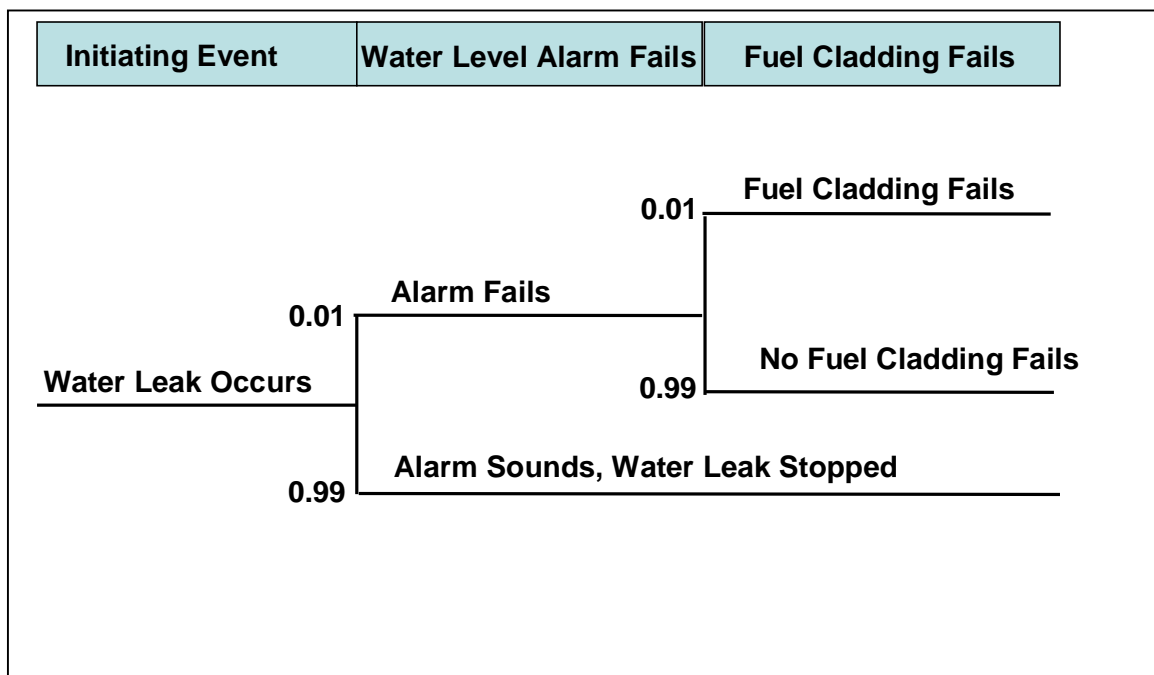 Initiating Event
Water Level Alarm Fails
Fuel Cladding Fails
Fuel Cladding Fails
0.01
Alarm Fails
0.01
No Fuel Cladding Fails
Water Leak Occurs
0.99
Alarm Sounds, Water Leak Stopped
0.99